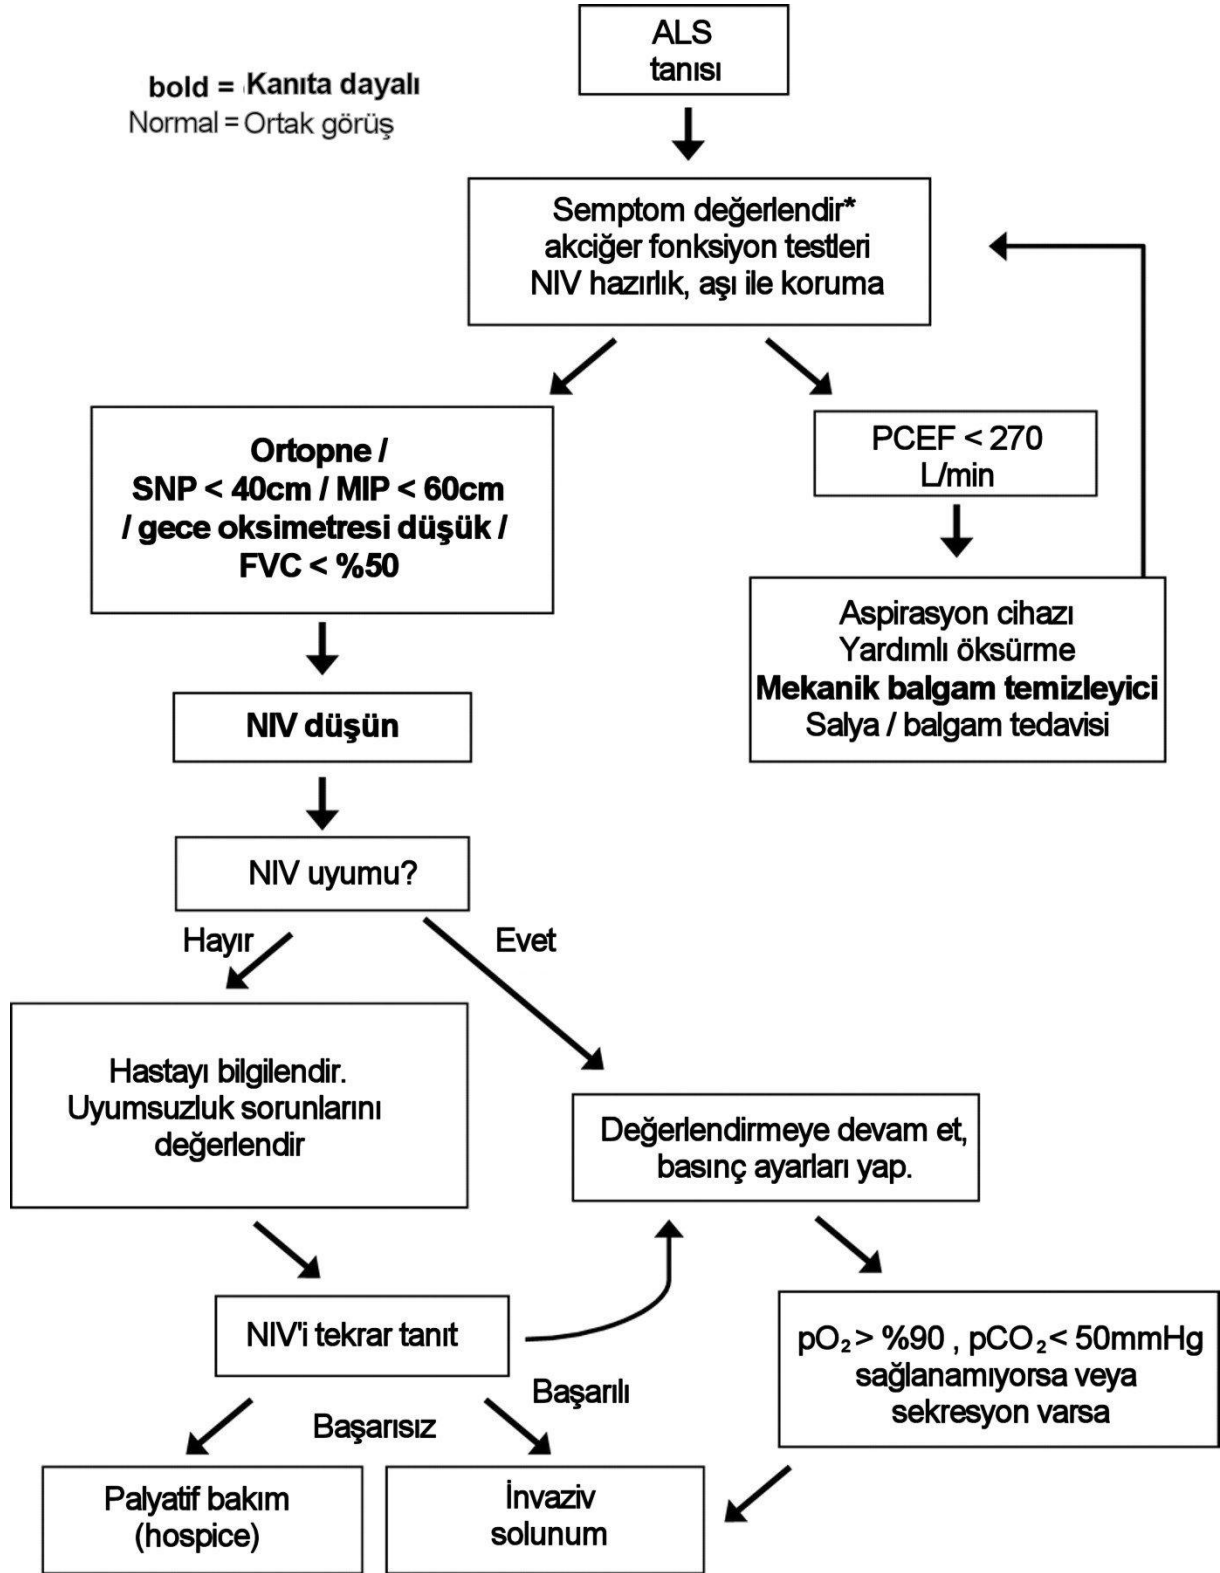 ALS
tanısı
bold = Kanıta dayalı
Normal = Ortak görüş
Semptom değerlendir*
akciğer fonksiyon testleri
NIV hazırlık, aşı ile koruma
Ortopne /
SNP < 40cm / MIP < 60cm
/ gece oksimetresi düşük /
FVC < %50
PCEF < 270
L/min
Aspirasyon cihazı
Yardımlı öksürme
Mekanik balgam temizleyici
Salya / balgam tedavisi
NIV düşün
NIV uyumu?
Hayır
Evet
Hastayı bilgilendir.
Uyumsuzluk sorunlarını
değerlendir
Değerlendirmeye devam et,
basınç ayarları yap.
NIV'i tekrar tanıt
pO₂ > %90 , pCO₂ < 50mmHg
sağlanamıyorsa veya
sekresyon varsa
Başarılı
Başarısız
Palyatif bakım
(hospice)
İnvaziv
solunum